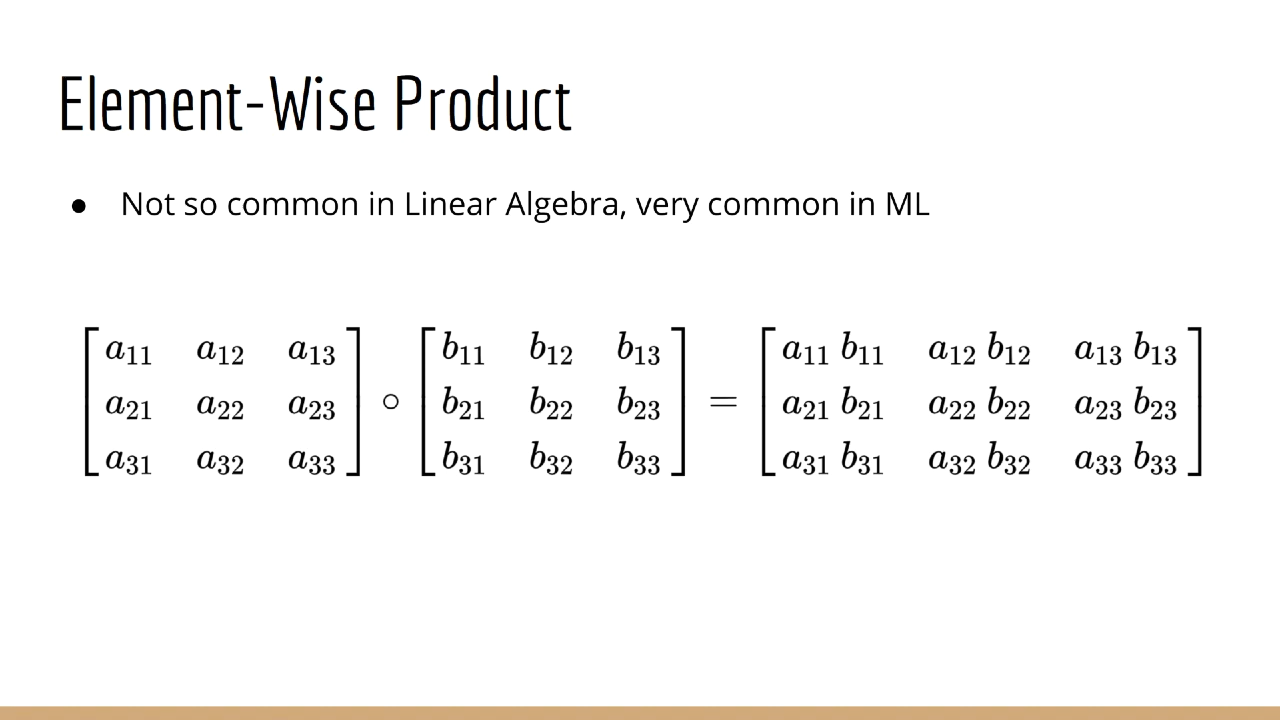 Element-Wise Product
● Not so common in Linear Algebra, very common in ML
[a₁₁ a₁₂ a₁₃] [b₁₁ b₁₂ b₁₃] [a₁₁ b₁₁ a₁₂ b₁₂ a₁₃ b₁₃]
[a₂₁ a₂₂ a₂₃] ∘ [b₂₁ b₂₂ b₂₃] = [a₂₁ b₂₁ a₂₂ b₂₂ a₂₃ b₂₃]
[a₃₁ a₃₂ a₃₃] [b₃₁ b₃₂ b₃₃] [a₃₁ b₃₁ a₃₂ b₃₂ a₃₃ b₃₃]